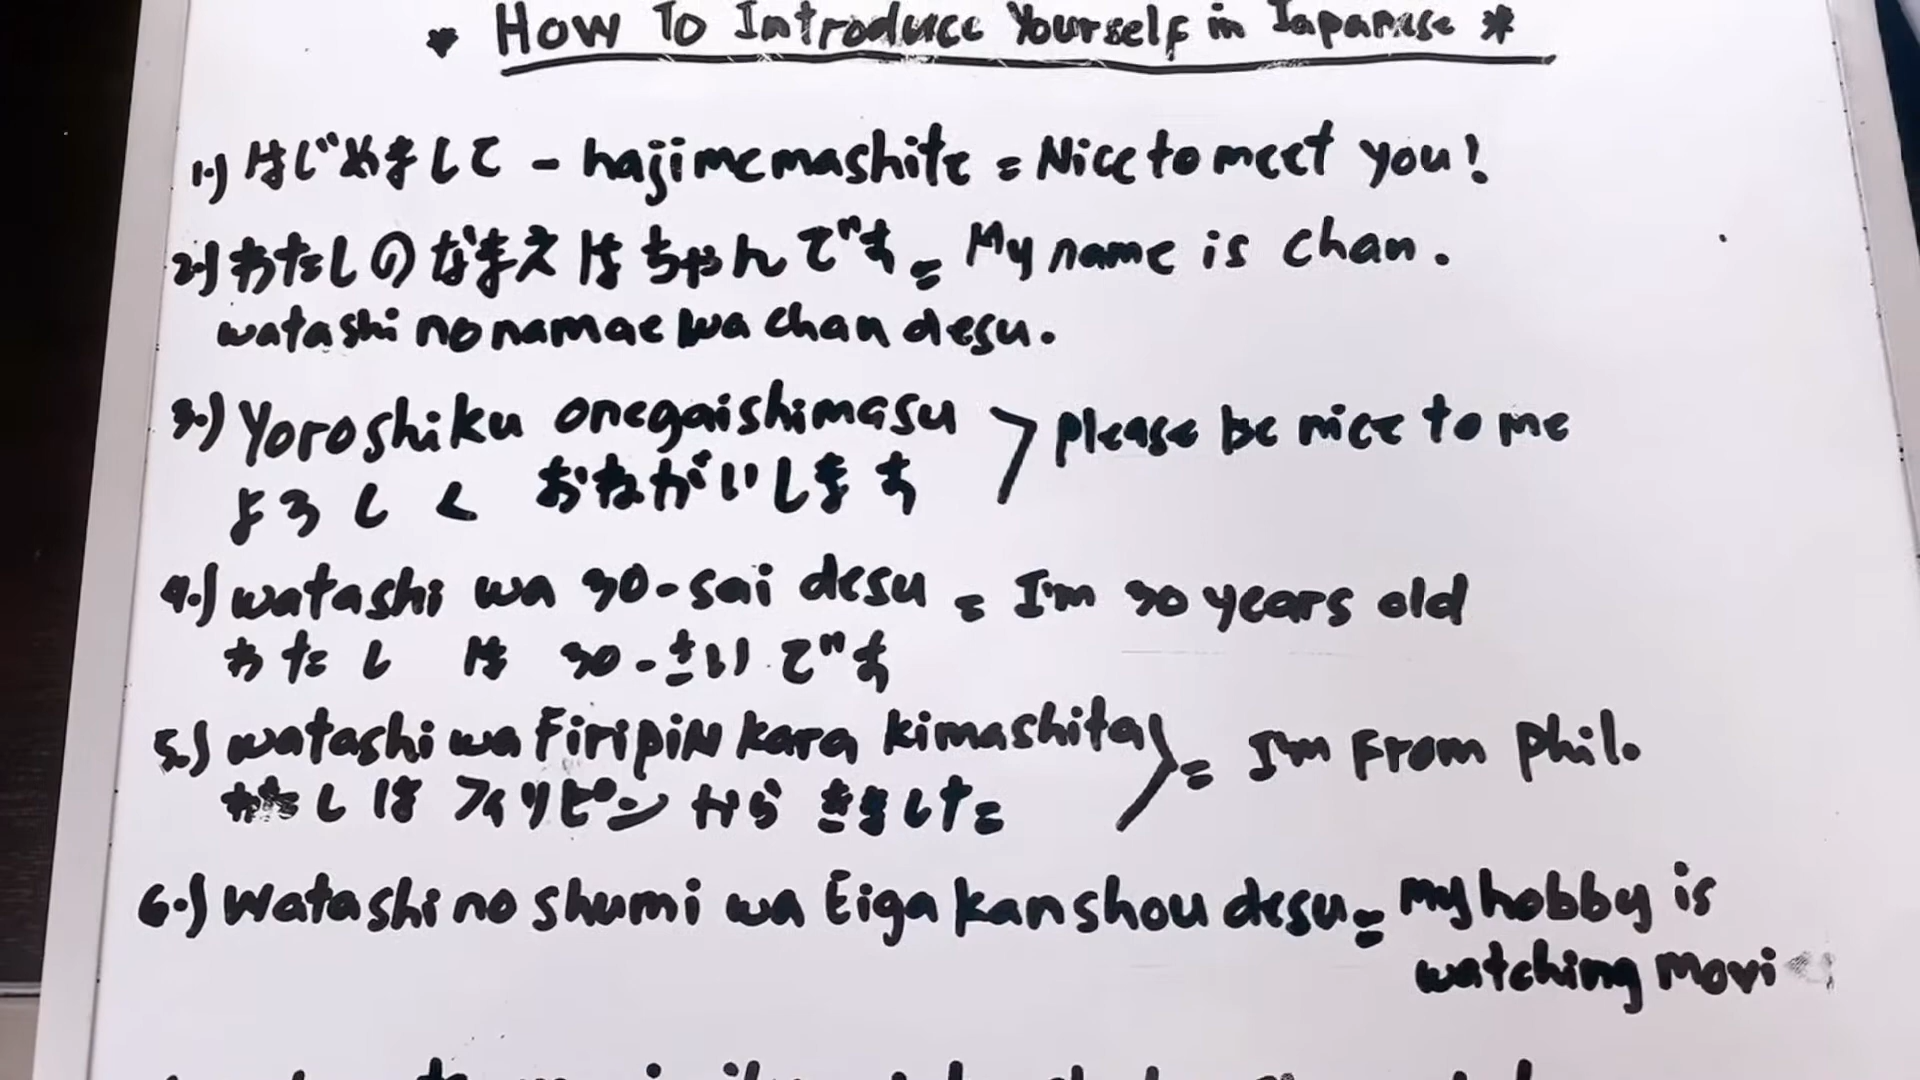 * How To Introduce Yourself in Japanese *
1.) はじめまして - hajimemashite = Nice to meet you!
2.) わたしのなまえはちゃんです = My name is chan.
watashi no namae wa chan desu.
3.) Yoroshiku onegaishimasu > please be nice to me
よろしく おねがいします
4.) watashi wa 30-sai desu = I'm 30 years old
わたし は 30-さいです
5.) watashi wa Firipin kara kimashita = I'm From phil.
わたしは フィリピン から きました
6.) watashi no shumi wa Eiga kanshou desu = my hobby is
watching movi